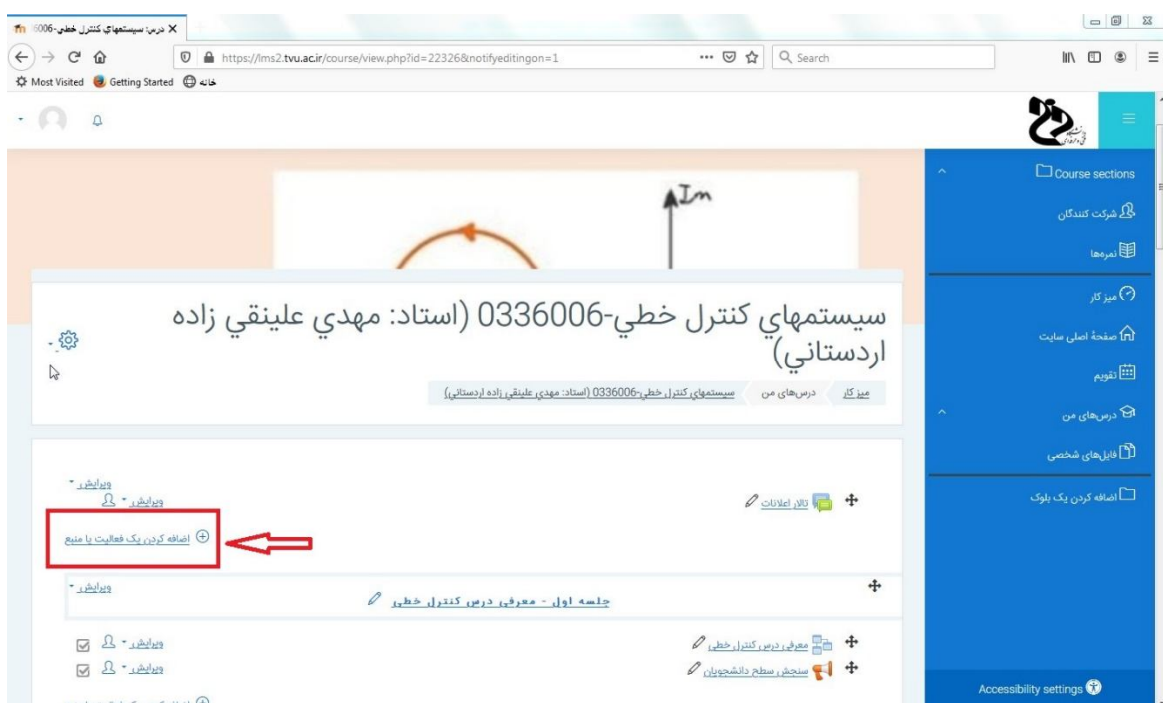 درس: سیستمهاي کنترل خطي-0336006
https://lms2.tvu.ac.ir/course/view.php?id=22326&notifyeditingon=1
Search
Most Visited
Getting Started
خانه
Course sections
شرکت کنندگان
نمره‌ها
میز کار
صفحهٔ اصلی سایت
تقویم
درس‌های من
فایل‌های شخصی
اضافه کردن یک بلوک
Accessibility settings
Im
سيستمهاي کنترل خطي-0336006 (استاد: مهدي علينقي زاده
اردستاني)
میز کار
درس‌های من
سيستمهاي کنترل خطي-0336006 (استاد: مهدي علينقي زاده اردستاني)
ویرایش
تالار اعلانات
ویرایش
اضافه کردن یک فعالیت یا منبع
ویرایش
جلسه اول - معرفی درس کنترل خطی
معرفی درس کنترل خطی
ویرایش
سنجش سطح دانشجویان
ویرایش